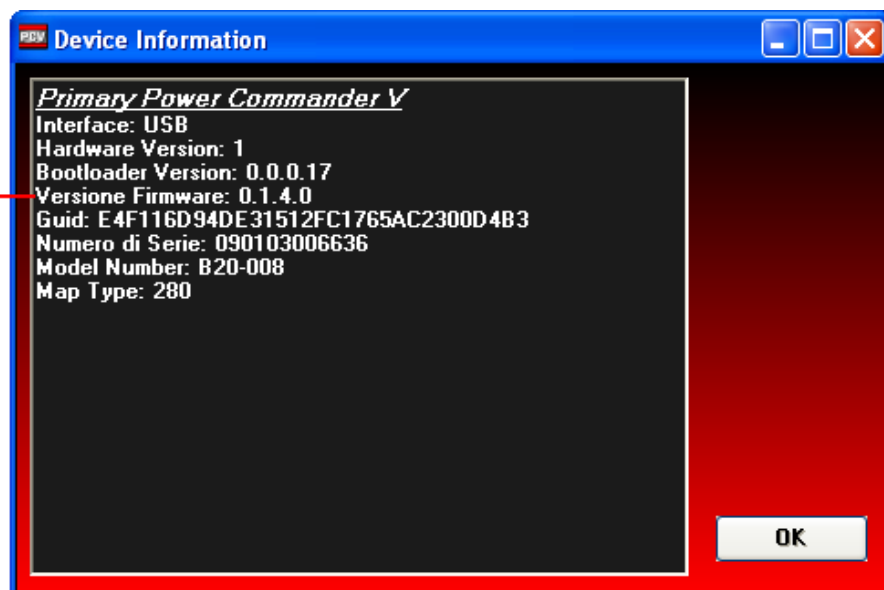 PCV Device Information
Primary Power Commander V
Interface: USB
Hardware Version: 1
Bootloader Version: 0.0.0.17
Versione Firmware: 0.1.4.0
Guid: E4F116D94DE31512FC1765AC2300D4B3
Numero di Serie: 090103006636
Model Number: B20-008
Map Type: 280
OK